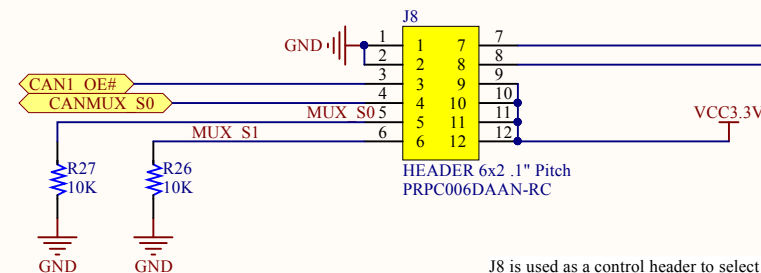 J8
GND
1 1 7 7
2 2 8 8
CAN1_OE# 3 3 9 9
CANMUX_S0 4 4 10 10
MUX_S0 5 5 11 11
MUX_S1 6 6 12 12
VCC3.3V
R27
10K
R26
10K
HEADER 6x2 .1" Pitch
PRPC006DAAN-RC
GND
GND
J8 is used as a control header to select